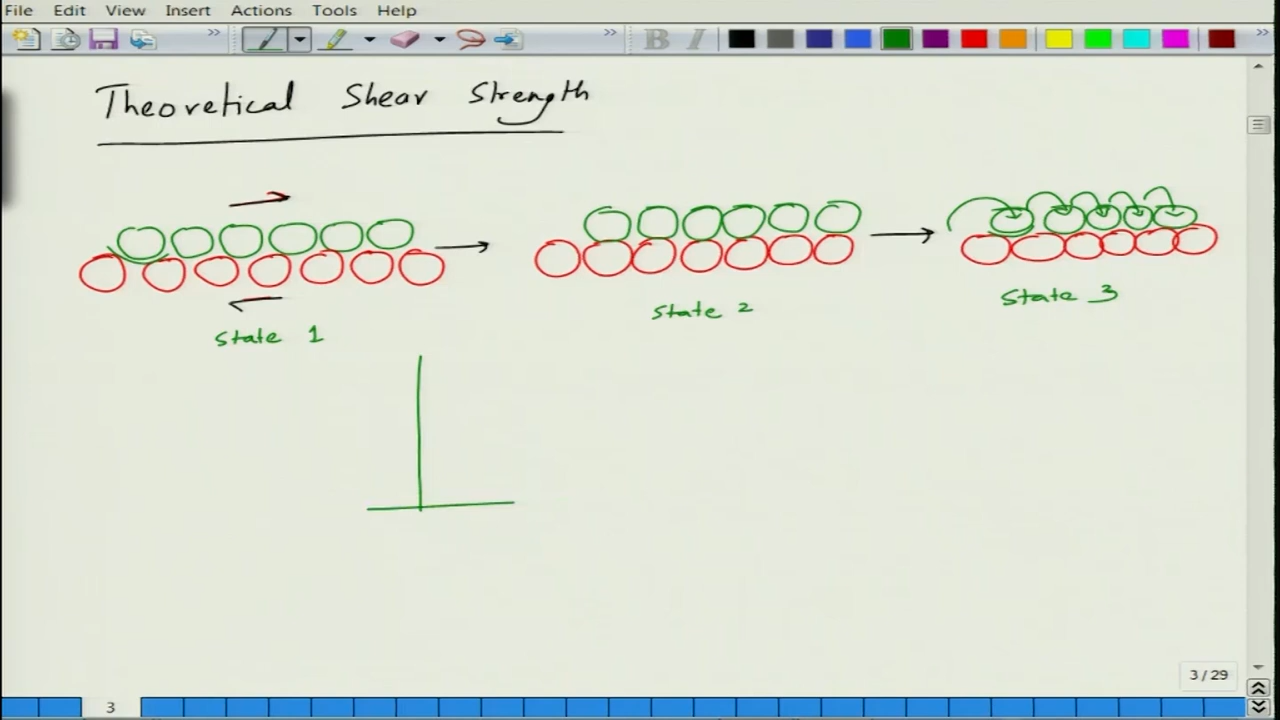 File Edit View Insert Actions Tools Help
B I
Theoretical Shear Strength
State 1
State 2
State 3
3 / 29
3